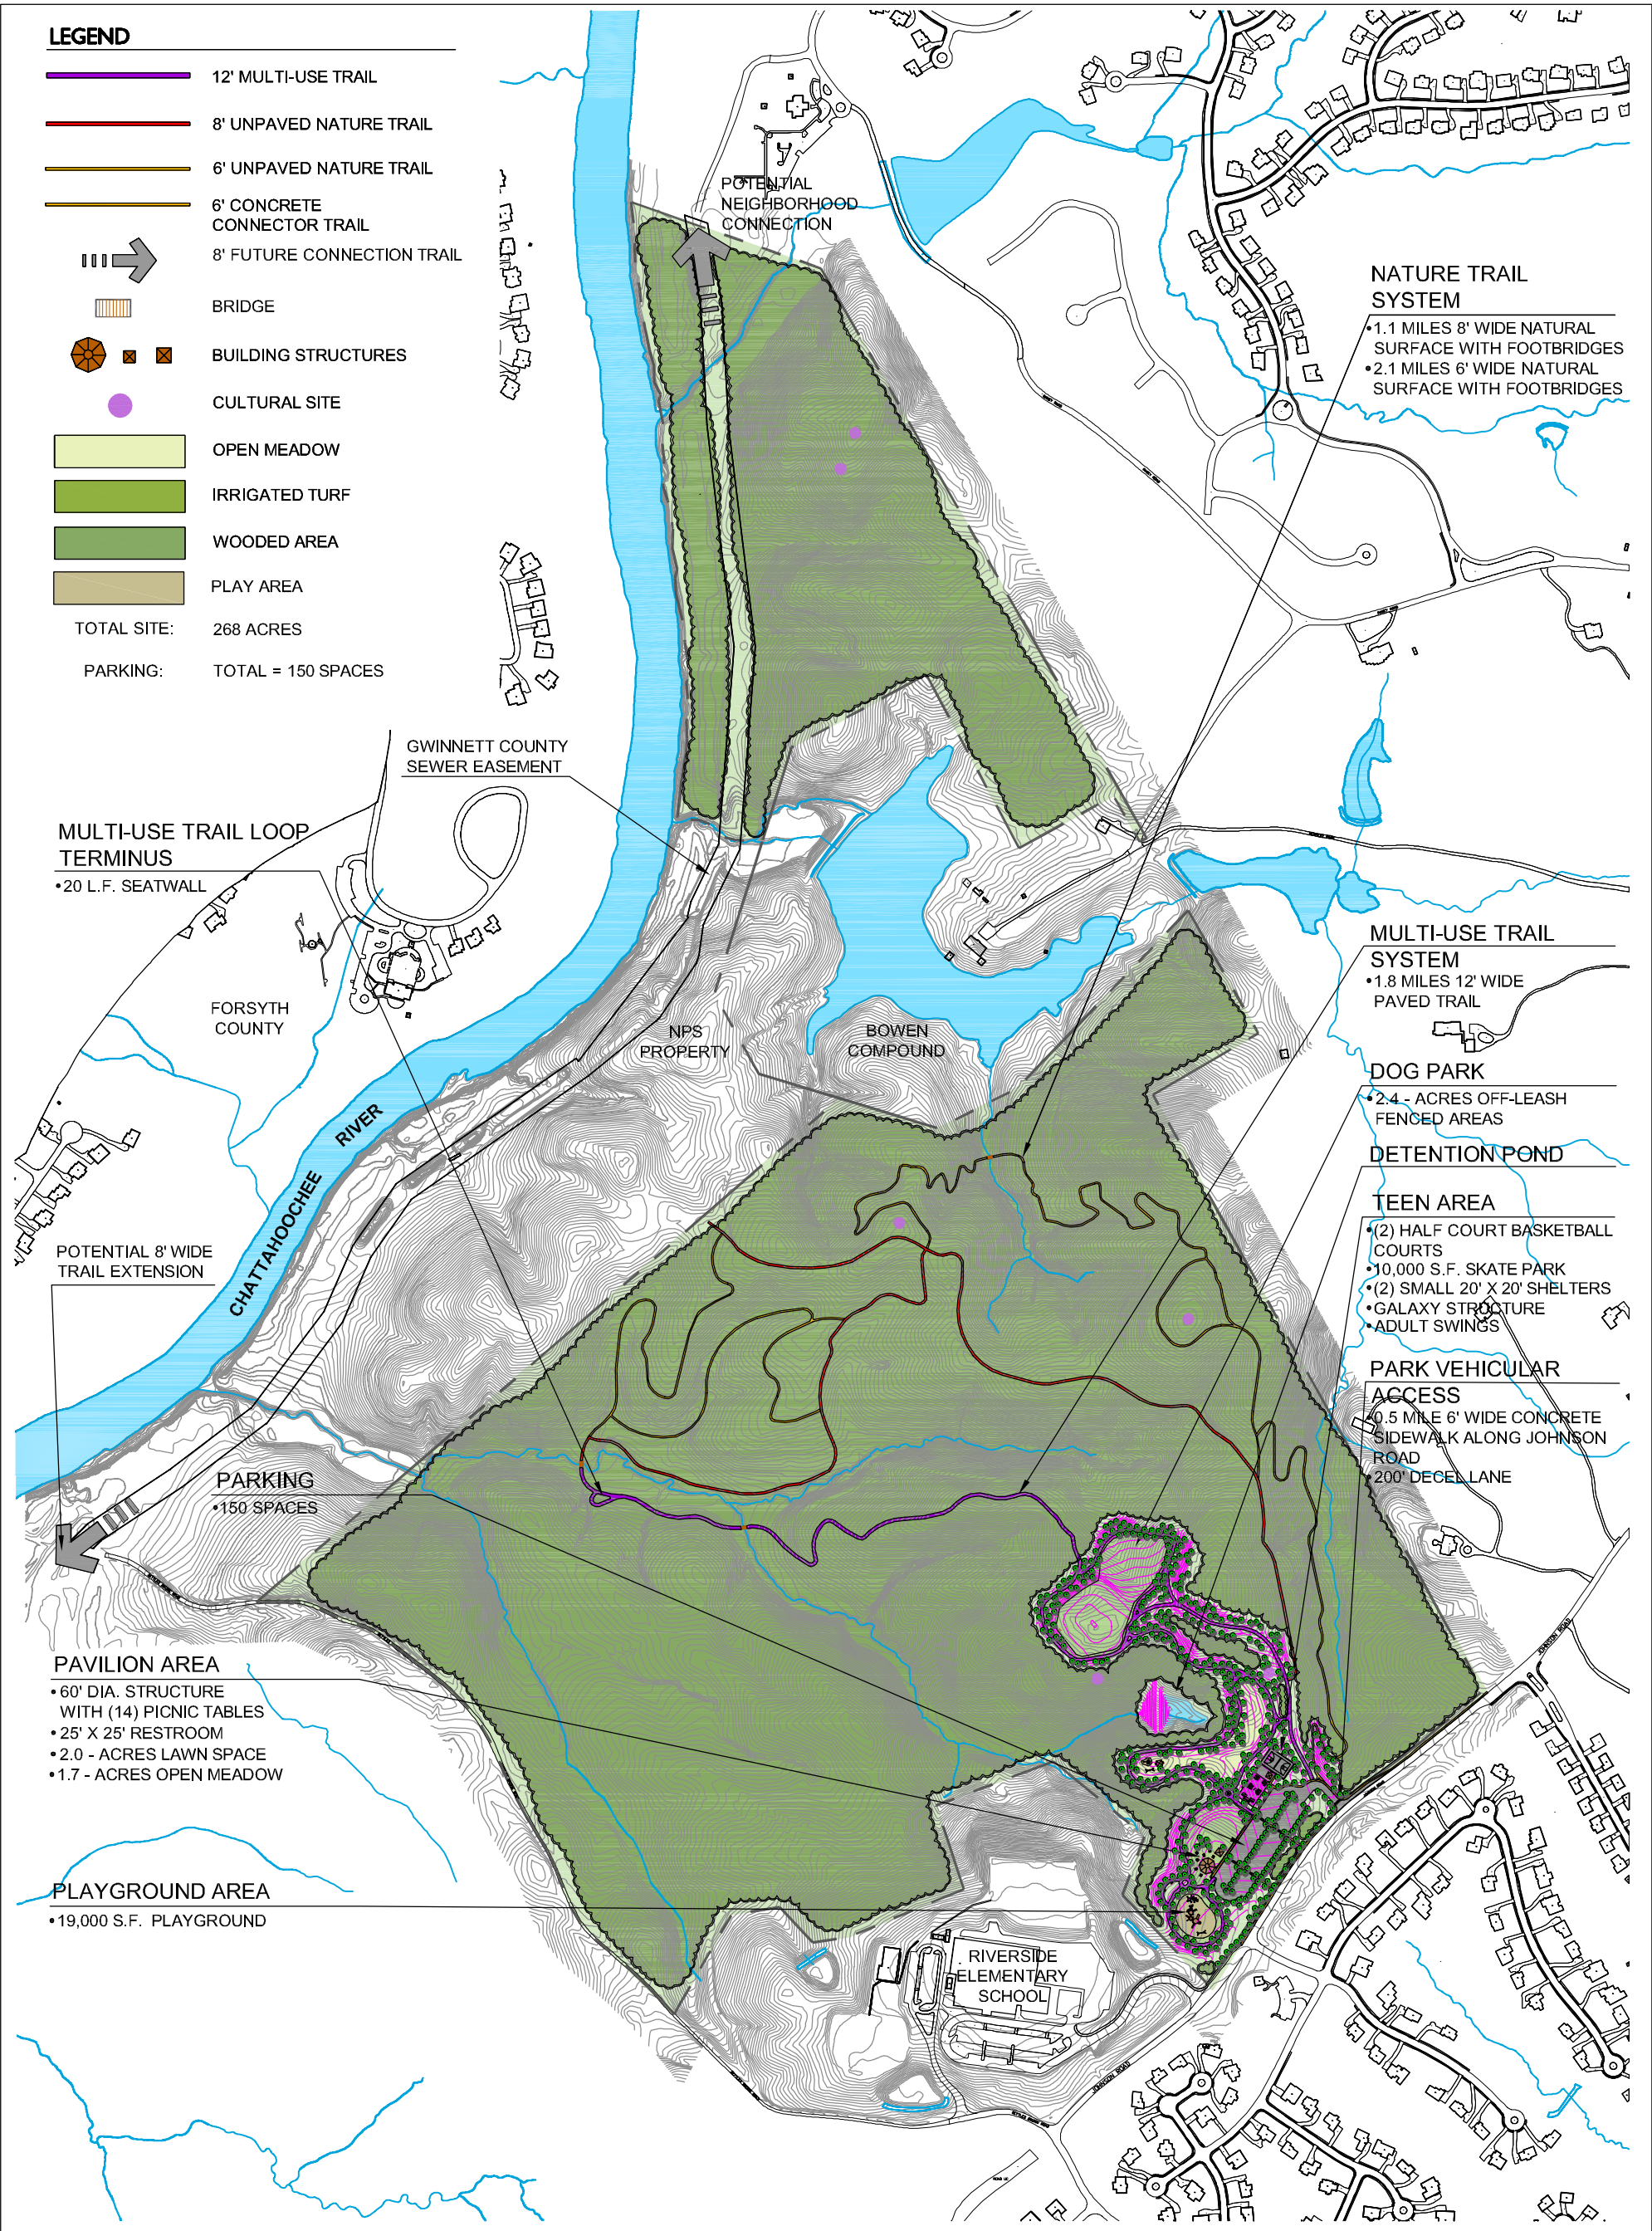 LEGEND
12' MULTI-USE TRAIL
8' UNPAVED NATURE TRAIL
6' UNPAVED NATURE TRAIL
6' CONCRETE
CONNECTOR TRAIL
8' FUTURE CONNECTION TRAIL
BRIDGE
BUILDING STRUCTURES
CULTURAL SITE
OPEN MEADOW
IRRIGATED TURF
WOODED AREA
PLAY AREA
TOTAL SITE: 268 ACRES
PARKING: TOTAL = 150 SPACES
POTENTIAL
NEIGHBORHOOD
CONNECTION
NATURE TRAIL
SYSTEM
•1.1 MILES 8' WIDE NATURAL
SURFACE WITH FOOTBRIDGES
•2.1 MILES 6' WIDE NATURAL
SURFACE WITH FOOTBRIDGES
GWINNETT COUNTY
SEWER EASEMENT
MULTI-USE TRAIL LOOP
TERMINUS
•20 L.F. SEATWALL
FORSYTH
COUNTY
NPS
PROPERTY
BOWEN
COMPOUND
MULTI-USE TRAIL
SYSTEM
•1.8 MILES 12' WIDE
PAVED TRAIL
DOG PARK
•2.4 - ACRES OFF-LEASH
FENCED AREAS
DETENTION POND
TEEN AREA
•(2) HALF COURT BASKETBALL
COURTS
•10,000 S.F. SKATE PARK
•(2) SMALL 20' X 20' SHELTERS
•GALAXY STRUCTURE
•ADULT SWINGS
PARK VEHICULAR
ACCESS
•0.5 MILE 6' WIDE CONCRETE
SIDEWALK ALONG JOHNSON
ROAD
•200' DECEL LANE
CHATTAHOOCHEE RIVER
POTENTIAL 8' WIDE
TRAIL EXTENSION
PARKING
•150 SPACES
PAVILION AREA
•60' DIA. STRUCTURE
WITH (14) PICNIC TABLES
•25' X 25' RESTROOM
•2.0 - ACRES LAWN SPACE
•1.7 - ACRES OPEN MEADOW
PLAYGROUND AREA
•19,000 S.F. PLAYGROUND
RIVERSIDE
ELEMENTARY
SCHOOL
JOHNSON ROAD
JOHNSON ROAD